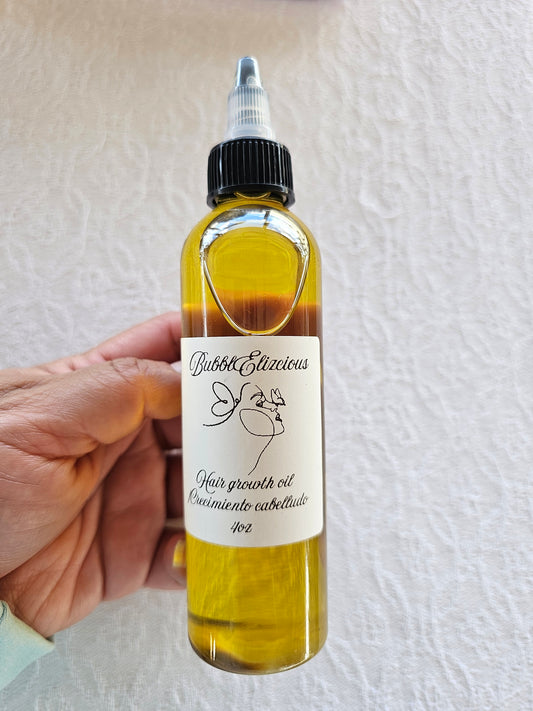 BubblElizcious
Hair growth oil
Crecimiento cabelludo
4oz